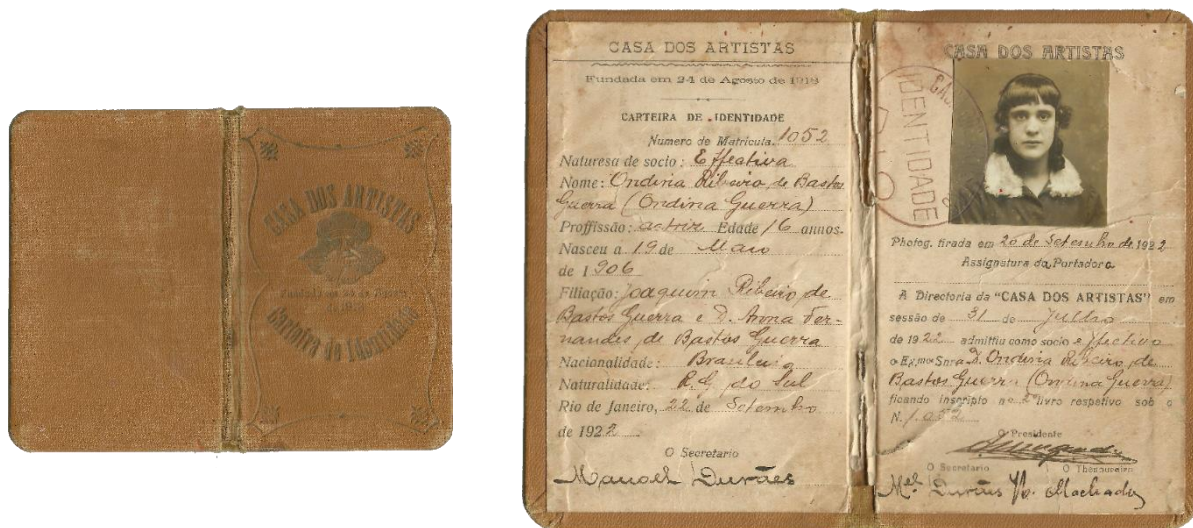 CASA DOS ARTISTAS
Carteira de Identidade
CASA DOS ARTISTAS
Fundada em 24 de Agosto de 1918
CARTEIRA DE IDENTIDADE
Numero de Matricula. 1052
Naturesa de socio: Effectiva
Nome: Ondina Ribeiro de Bastos
Guerra (Ondina Guerra)
Proffissão: actriz Edade 16 annos.
Nasceu a 19 de Maio
de 1906
Filiação: Joaquim Ribeiro de
Bastos Guerra e D. Anna Fer-
nandes de Bastos Guerra
Nacionalidade: Brasileira
Naturalidade: R. G. do Sul
Rio de Janeiro, 22 de Setembro
de 1922
O Secretario
Manoel Durães
CASA DOS ARTISTAS
IDENTIDADE
Photog. tirada em 20 de Setembro de 1922
Assignatura da Portadora
A Directoria da "CASA DOS ARTISTAS" em
sessão de 31 de Julho
de 1922 admittiu como socio effectivo
o Ex.mo Snra D. Ondina Ribeiro de
Bastos Guerra (Ondina Guerra)
ficando inscripto no livro respetivo sob o
N. 1.052
O Presidente
O Secretario O Thesoureiro
Mel Durães Machado